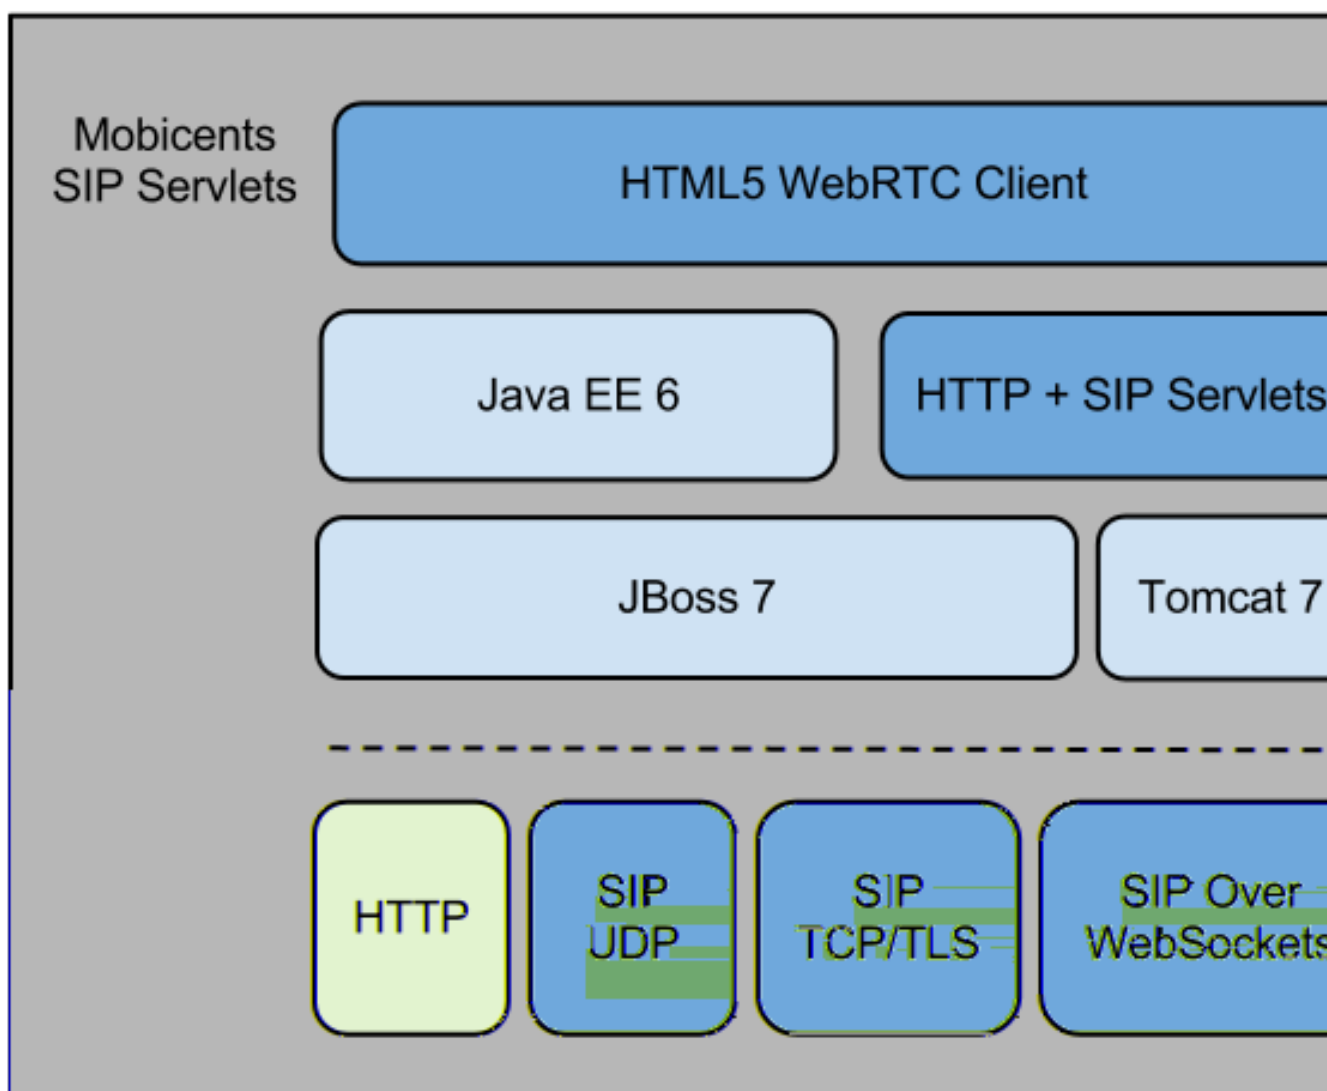 Mobicents
SIP Servlets
HTML5 WebRTC Client
Java EE 6
HTTP + SIP Servlets
JBoss 7
Tomcat 7
HTTP
SIP
UDP
SIP
TCP/TLS
SIP Over
WebSockets